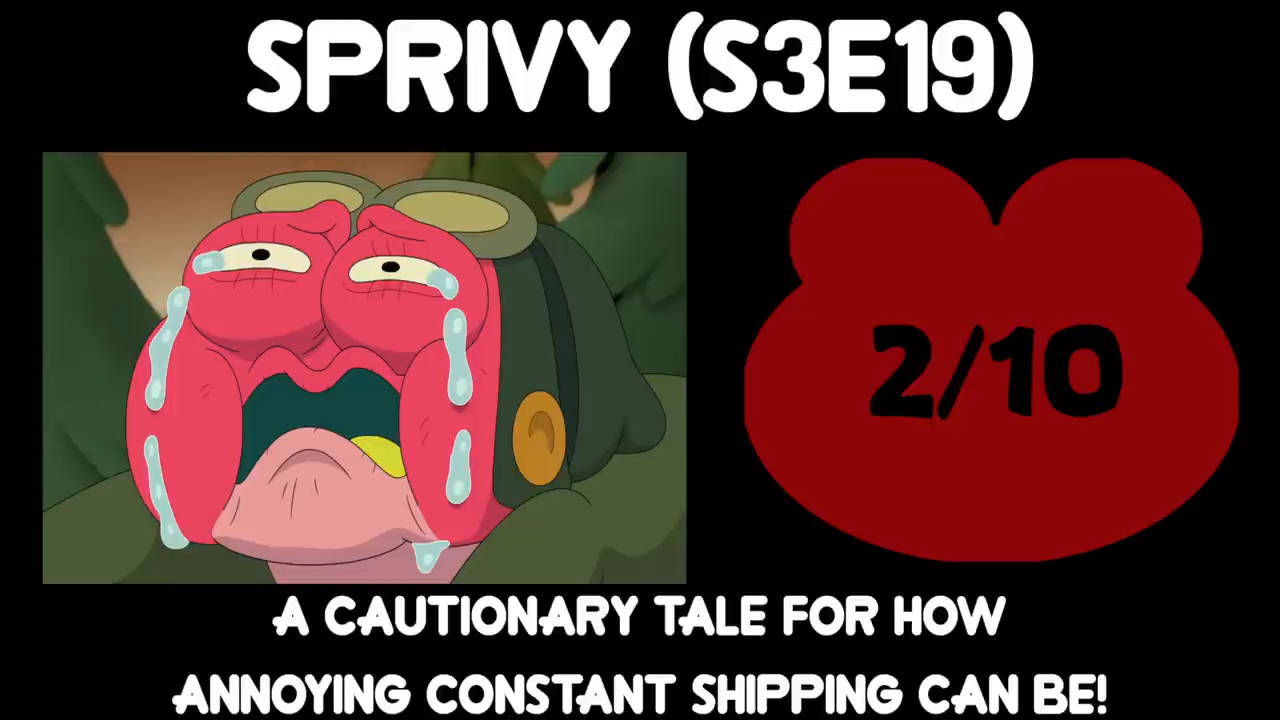 SPRIVY (S3E19)
2/10
A CAUTIONARY TALE FOR HOW
ANNOYING CONSTANT SHIPPING CAN BE!